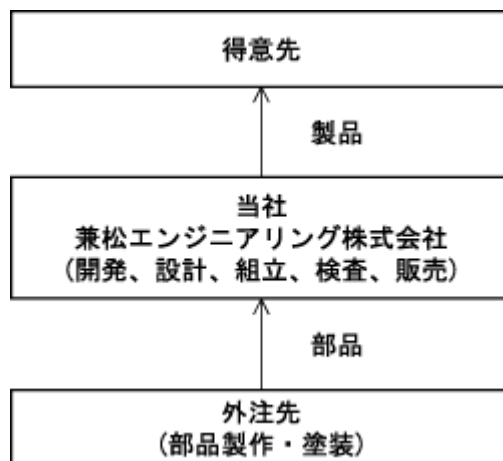 得意先
製品
当社
兼松エンジニアリング株式会社
(開発、設計、組立、検査、販売)
部品
外注先
(部品製作・塗装)